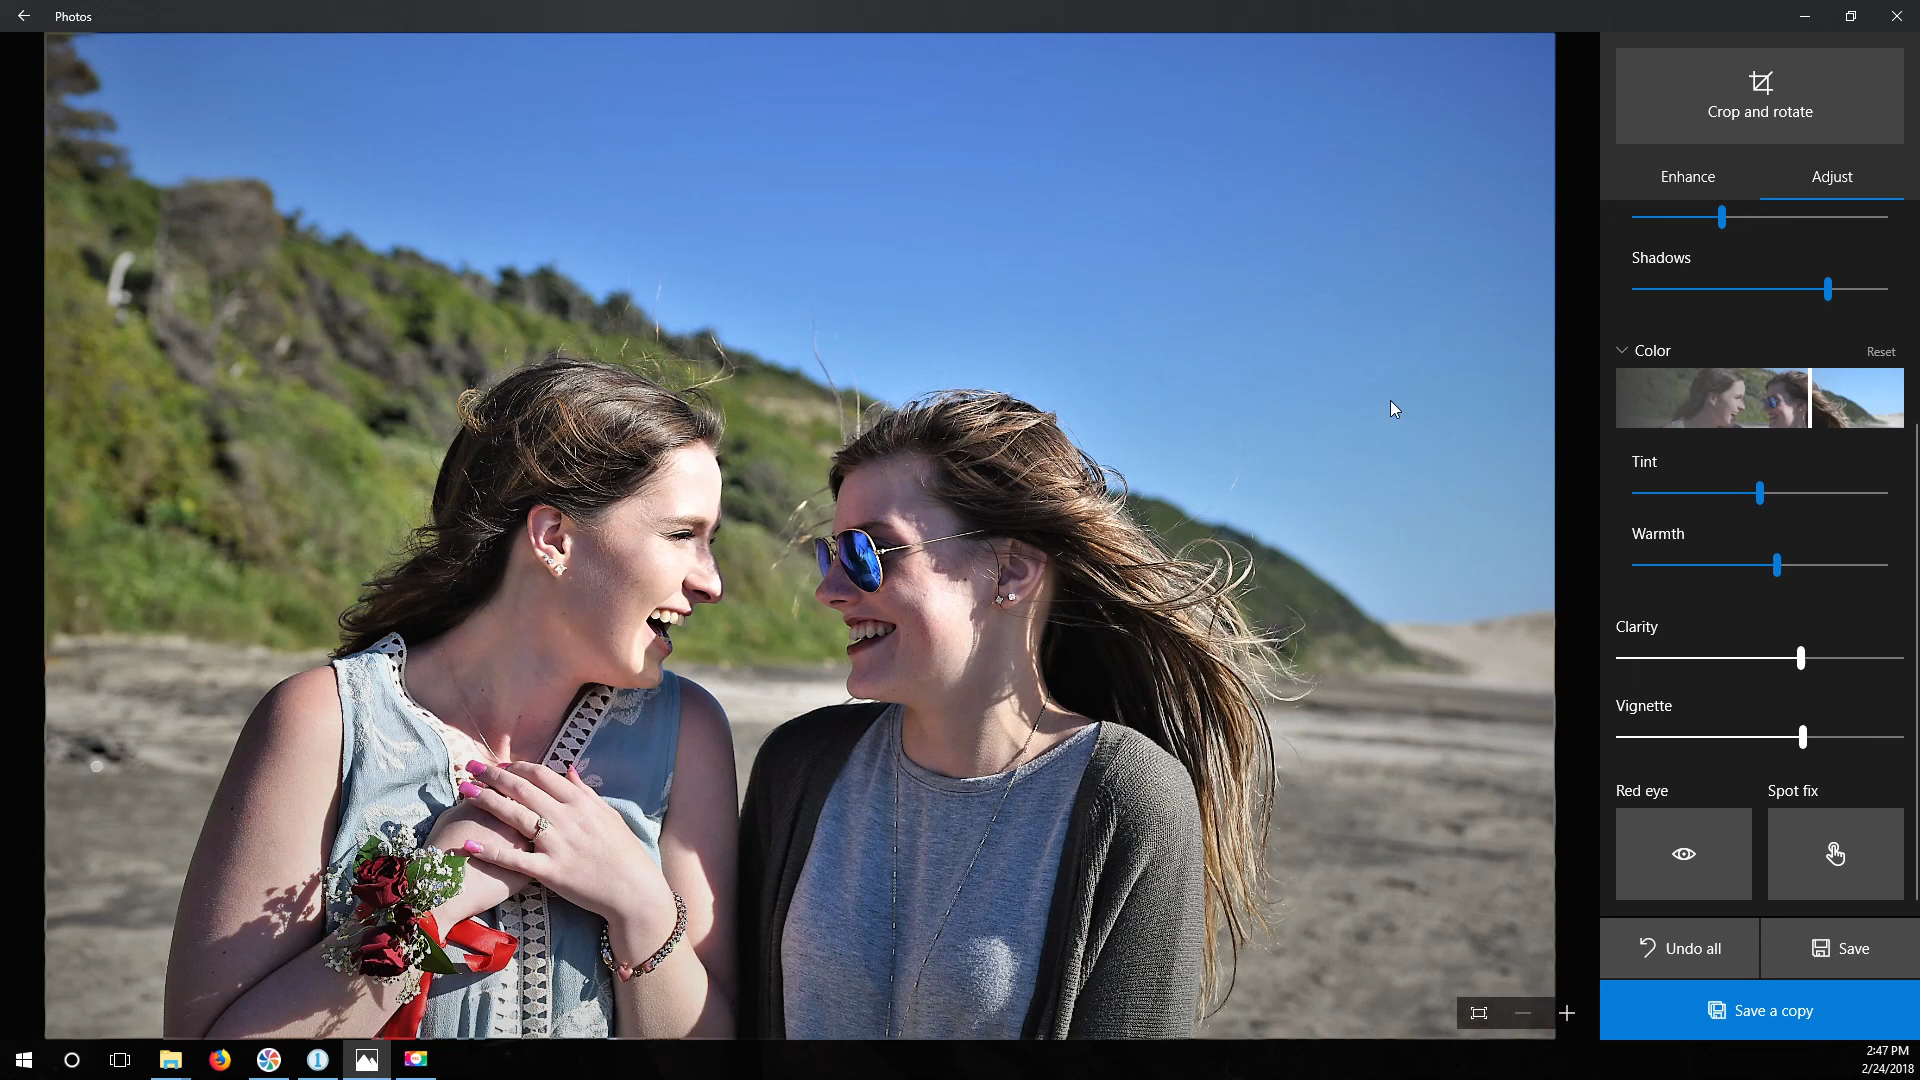 Photos
Crop and rotate
Enhance
Adjust
Shadows
Color
Reset
Tint
Warmth
Clarity
Vignette
Red eye
Spot fix
Undo all
Save
Save a copy
2:47 PM
2/24/2018